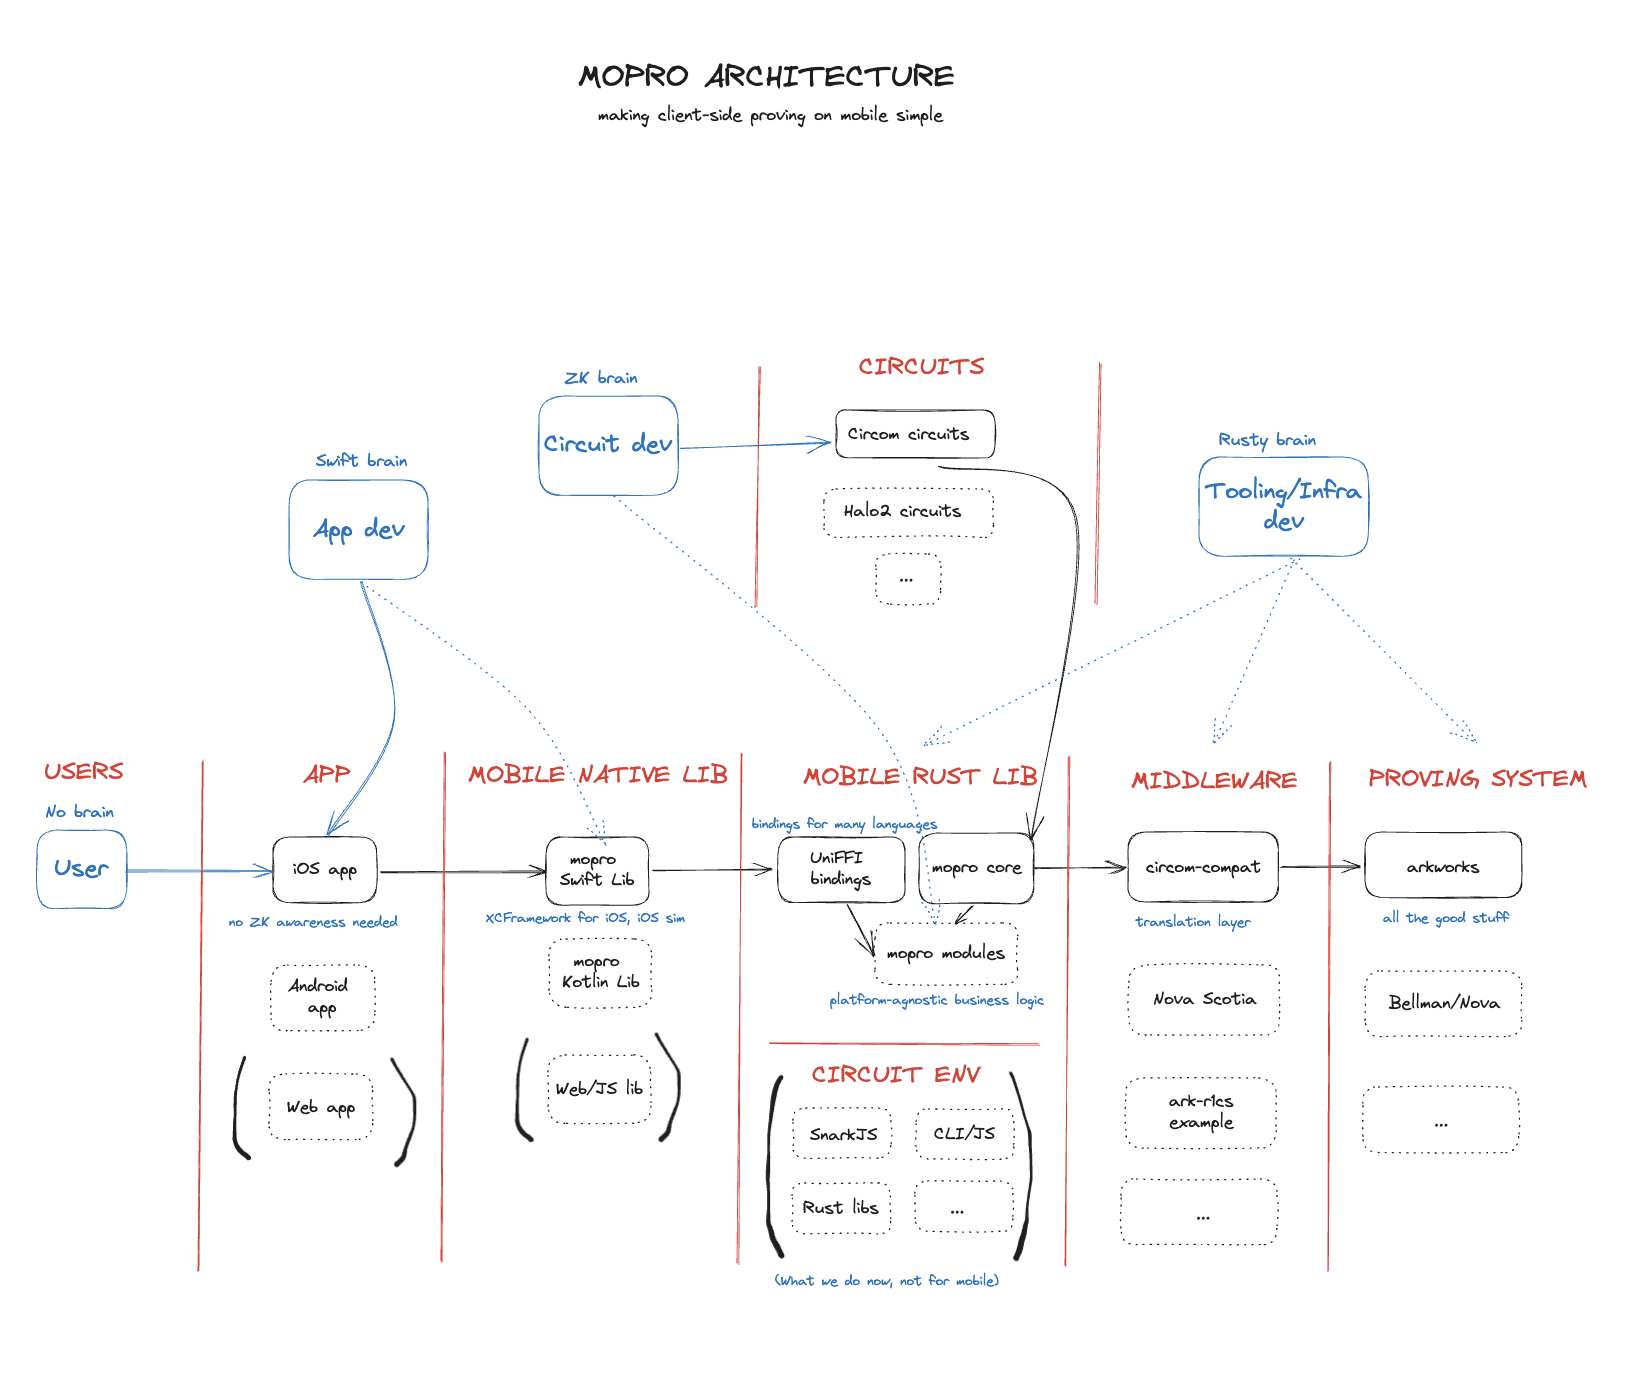 MOPRO ARCHITECTURE
making client-side proving on mobile simple
CIRCUITS
ZK brain
Circuit dev
Circom circuits
Halo2 circuits
...
Swift brain
App dev
Rusty brain
Tooling/Infra
dev
USERS
No brain
User
APP
iOS app
no ZK awareness needed
Android
app
Web app
MOBILE NATIVE LIB
mopro
Swift Lib
XCFramework for iOS, iOS sim
mopro
Kotlin Lib
Web/JS lib
MOBILE RUST LIB
bindings for many languages
UniFFI
bindings
mopro core
mopro modules
platform-agnostic business logic
CIRCUIT ENV
SnarkJS
CLI/JS
Rust libs
...
(What we do now, not for mobile)
MIDDLEWARE
circom-compat
translation layer
Nova Scotia
ark-r1cs
example
...
PROVING SYSTEM
arkworks
all the good stuff
Bellman/Nova
...